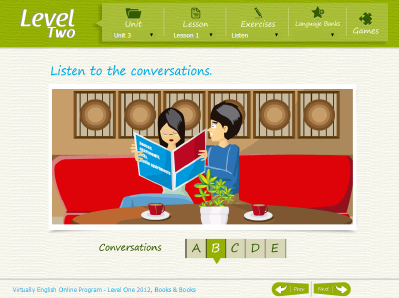 Level
Two
Unit
Lesson
Exercises
Language Banks
Games
Unit 3
Lesson 1
Listen
Listen to the conversations.
Conversations
A B C D E
Virtually English Online Program - Level One 2012, Books & Books
Prev
Next